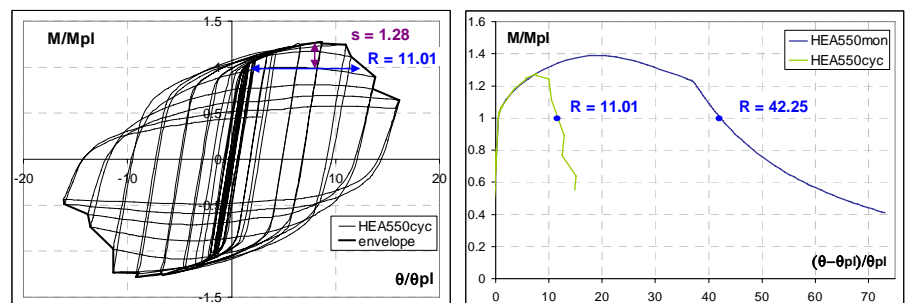 M/Mpl
1.5
s = 1.28
R = 11.01
1
0.5
0
-20
-10
10
20
-0.5
-1
-1.5
HEA550cyc
envelope
θ/θpl
1.6
1.4
1.2
1
0.8
0.6
0.4
0.2
0
M/Mpl
HEA550mon
HEA550cyc
R = 11.01
R = 42.25
(θ-θpl)/θpl
0
10
20
30
40
50
60
70